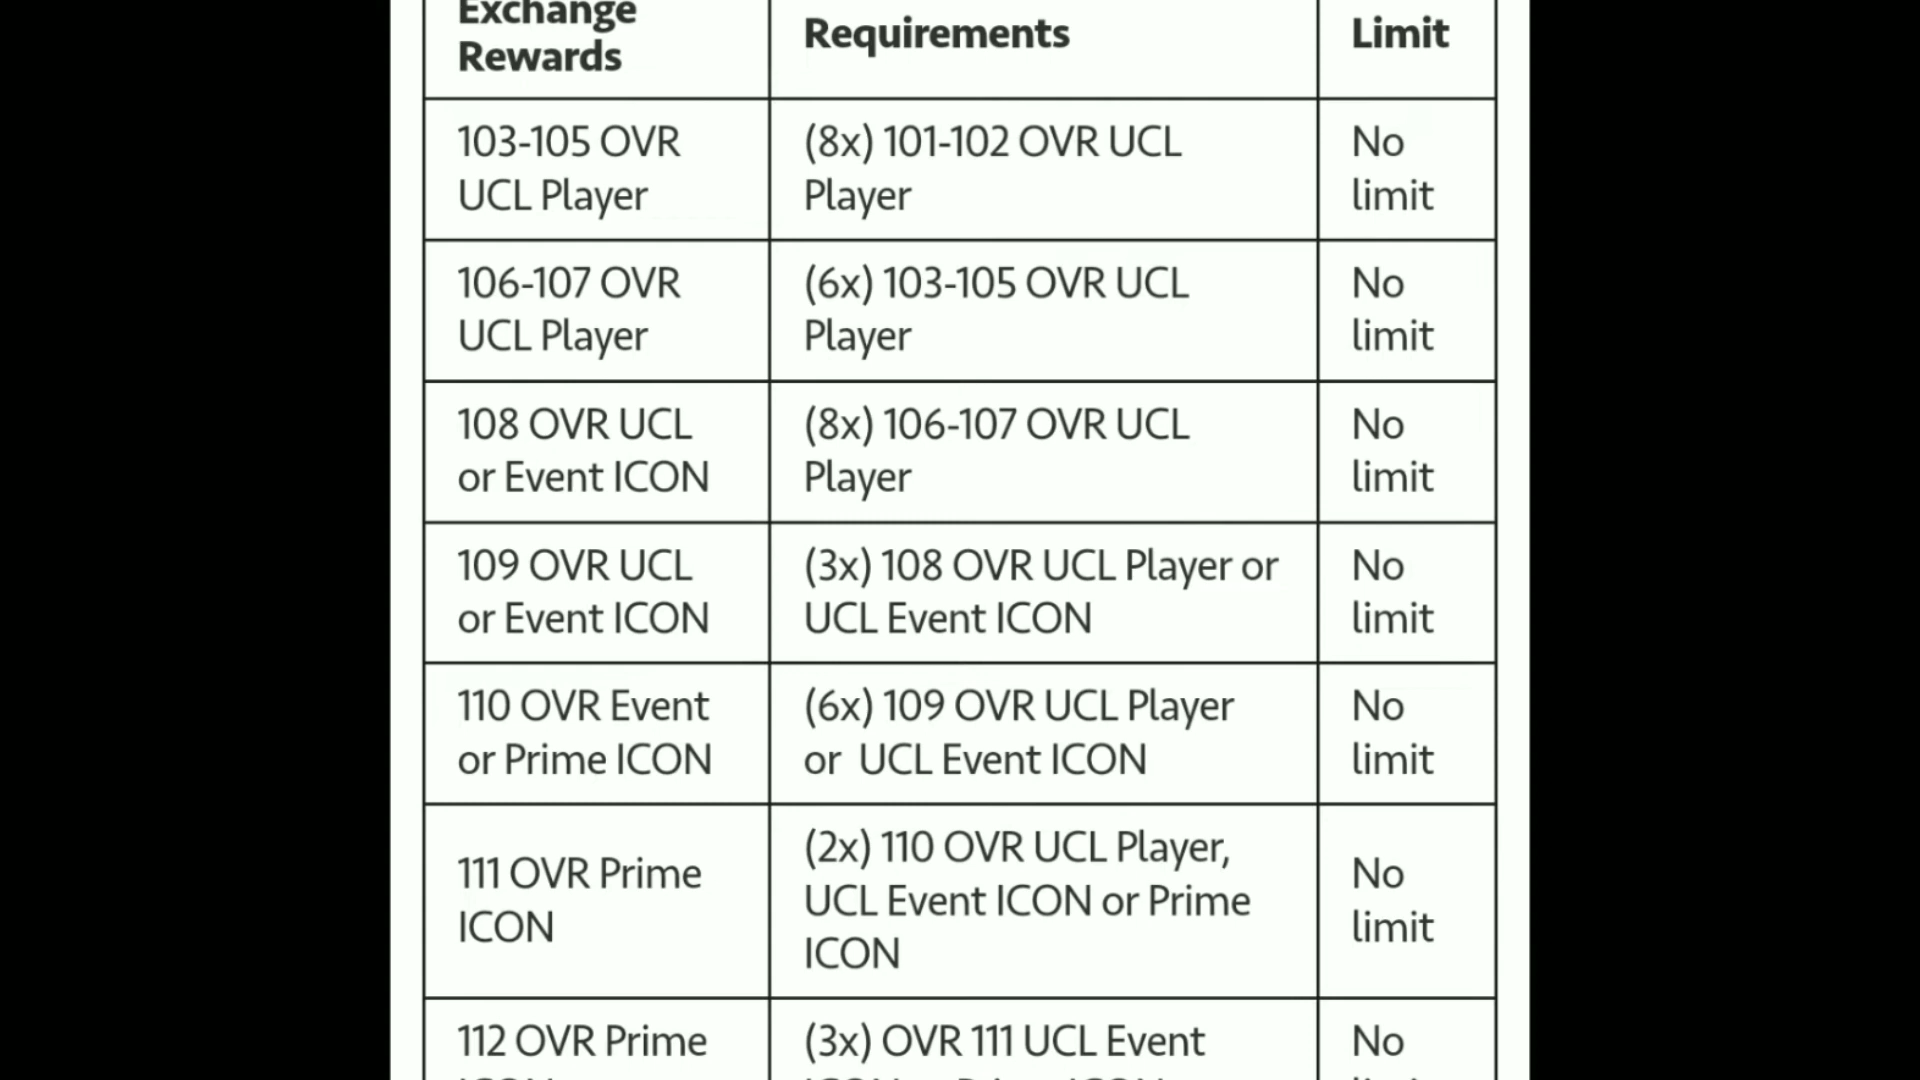 Exchange
Rewards
Requirements
Limit
103-105 OVR
UCL Player
(8x) 101-102 OVR UCL
Player
No
limit
106-107 OVR
UCL Player
(6x) 103-105 OVR UCL
Player
No
limit
108 OVR UCL
or Event ICON
(8x) 106-107 OVR UCL
Player
No
limit
109 OVR UCL
or Event ICON
(3x) 108 OVR UCL Player or
UCL Event ICON
No
limit
110 OVR Event
or Prime ICON
(6x) 109 OVR UCL Player
or  UCL Event ICON
No
limit
111 OVR Prime
ICON
(2x) 110 OVR UCL Player,
UCL Event ICON or Prime
ICON
No
limit
112 OVR Prime
(3x) OVR 111 UCL Event
No